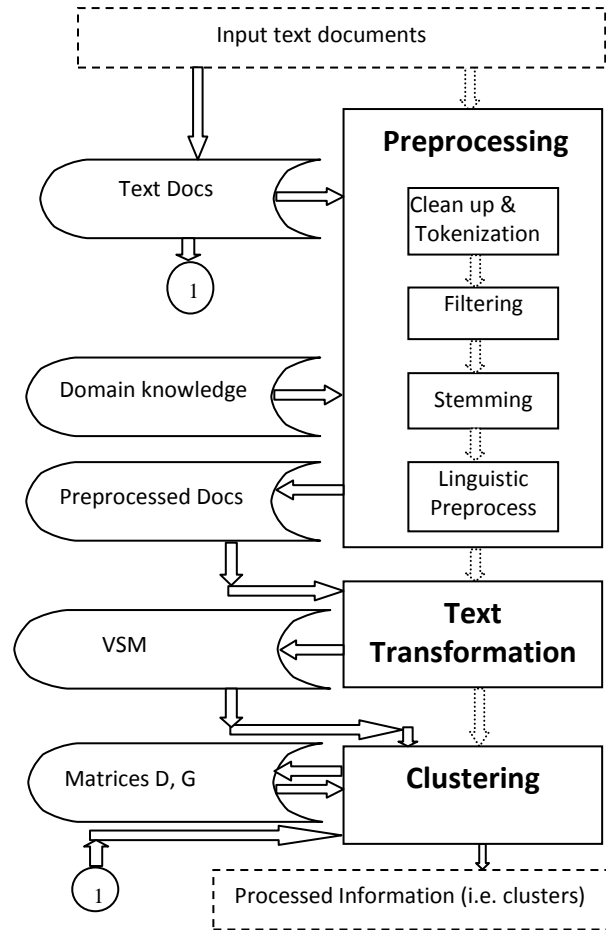 Input text documents
Preprocessing
Text Docs
Clean up &
Tokenization
1
Filtering
Domain knowledge
Stemming
Preprocessed Docs
Linguistic
Preprocess
Text
Transformation
VSM
Matrices D, G
Clustering
1
Processed Information (i.e. clusters)